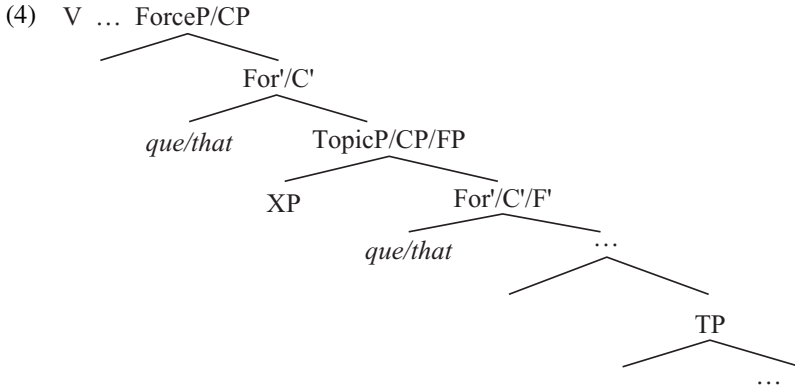 (4) V … ForceP/CP
For'/C'
que/that
TopicP/CP/FP
XP
For'/C'/F'
que/that
…
TP
…